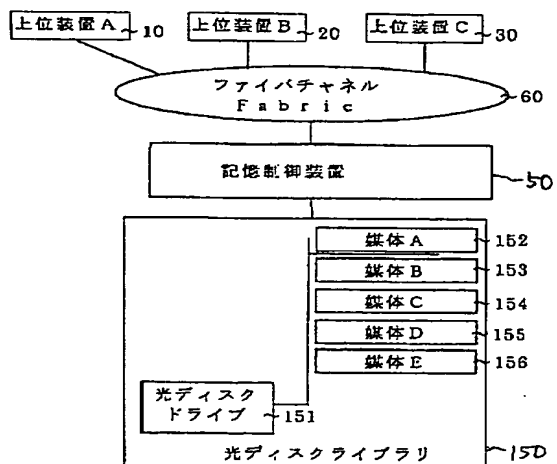 上位装置A 10 上位装置B 20 上位装置C 30
ファイバチャネル
Fabric
60
記憶制御装置 50
媒体A 152
媒体B 153
媒体C 154
媒体D 155
媒体E 156
光ディスク
ドライブ 151
光ディスクライブラリ 150